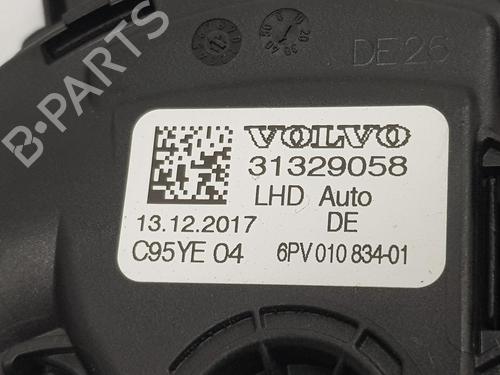 DE26
B-PARTS
VOLVO
31329058
LHD Auto
13.12.2017 DE
C95YE 04 6PV 010 834-01